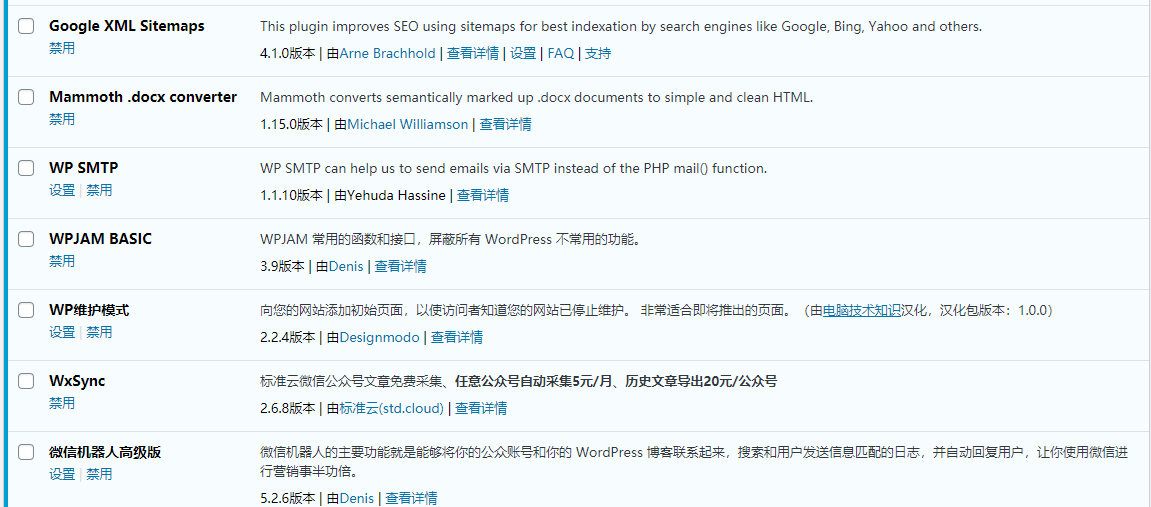 Google XML Sitemaps
This plugin improves SEO using sitemaps for best indexation by search engines like Google, Bing, Yahoo and others.
禁用
4.1.0版本 | 由Arne Brachhold | 查看详情 | 设置 | FAQ | 支持
Mammoth .docx converter
Mammoth converts semantically marked up .docx documents to simple and clean HTML.
禁用
1.15.0版本 | 由Michael Williamson | 查看详情
WP SMTP
WP SMTP can help us to send emails via SMTP instead of the PHP mail() function.
设置 | 禁用
1.1.10版本 | 由Yehuda Hassine | 查看详情
WPJAM BASIC
WPJAM 常用的函数和接口，屏蔽所有 WordPress 不常用的功能。
禁用
3.9版本 | 由Denis | 查看详情
WP维护模式
向您的网站添加初始页面，以使访问者知道您的网站已停止维护。 非常适合即将推出的页面。（由电脑技术知识汉化，汉化包版本：1.0.0）
设置 | 禁用
2.2.4版本 | 由Designmodo | 查看详情
WxSync
标准云微信公众号文章免费采集、任意公众号自动采集5元/月、历史文章导出20元/公众号
禁用
2.6.8版本 | 由标准云(std.cloud) | 查看详情
微信机器人高级版
微信机器人的主要功能就是能够将你的公众账号和你的 WordPress 博客联系起来，搜索和用户发送信息匹配的日志，并自动回复用户，让你使用微信进
行营销事半功倍。
设置 | 禁用
5.2.6版本 | 由Denis | 查看详情